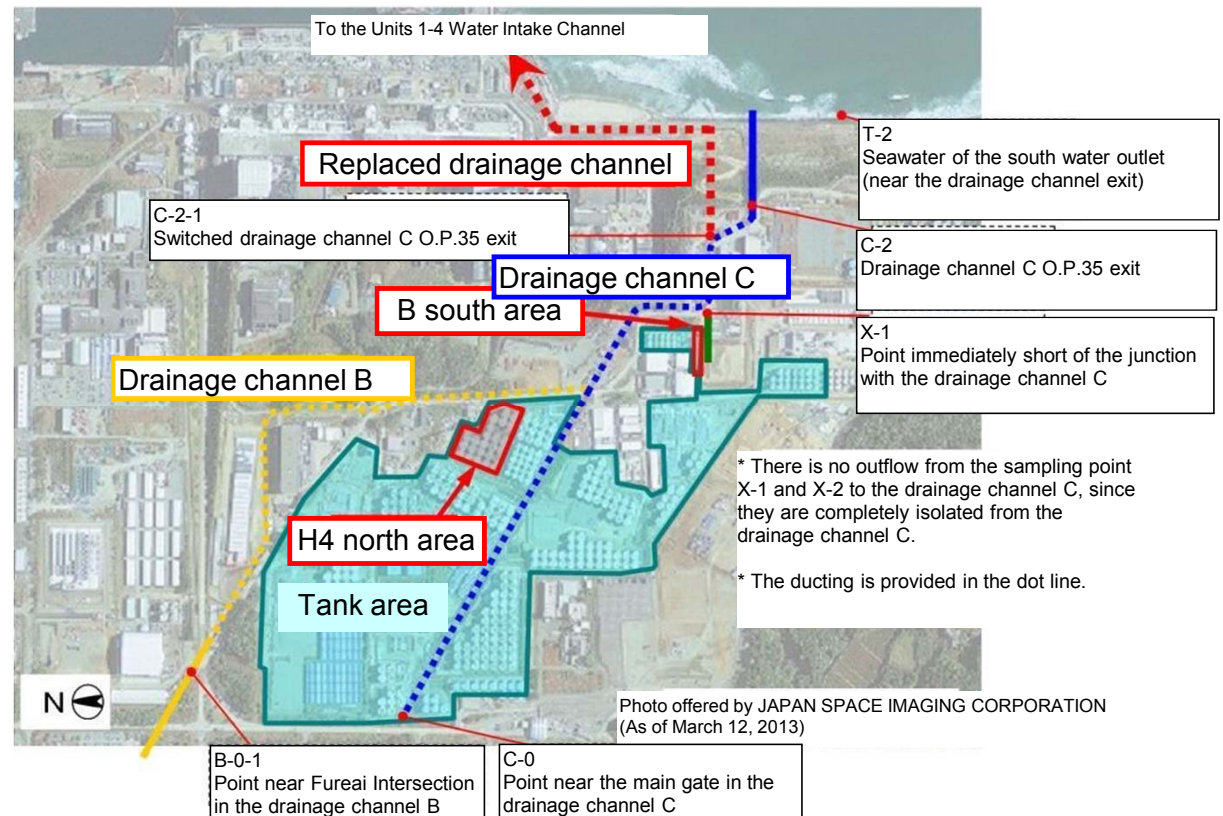 To the Units 1-4 Water Intake Channel
T-2
Seawater of the south water outlet
(near the drainage channel exit)
Replaced drainage channel
C-2-1
Switched drainage channel C O.P.35 exit
C-2
Drainage channel C O.P.35 exit
Drainage channel C
B south area
X-1
Point immediately short of the junction
with the drainage channel C
Drainage channel B
* There is no outflow from the sampling point
X-1 and X-2 to the drainage channel C, since
they are completely isolated from the
drainage channel C.
* The ducting is provided in the dot line.
H4 north area
Tank area
N
Photo offered by JAPAN SPACE IMAGING CORPORATION
(As of March 12, 2013)
B-0-1
Point near Fureai Intersection
in the drainage channel B
C-0
Point near the main gate in the
drainage channel C